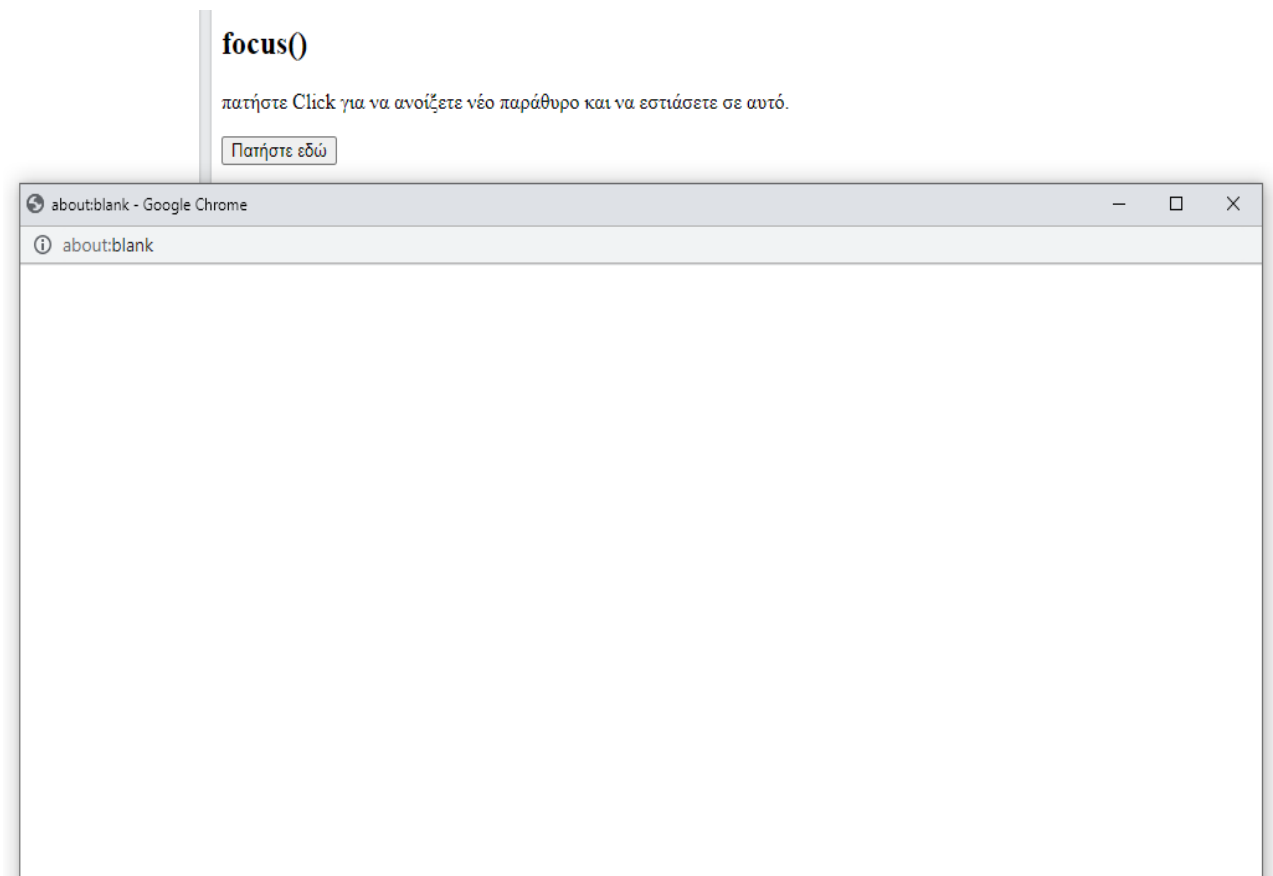 focus()
πατήστε Click για να ανοίξετε νέο παράθυρο και να εστιάσετε σε αυτό.
Πατήστε εδώ
about:blank - Google Chrome
about:blank